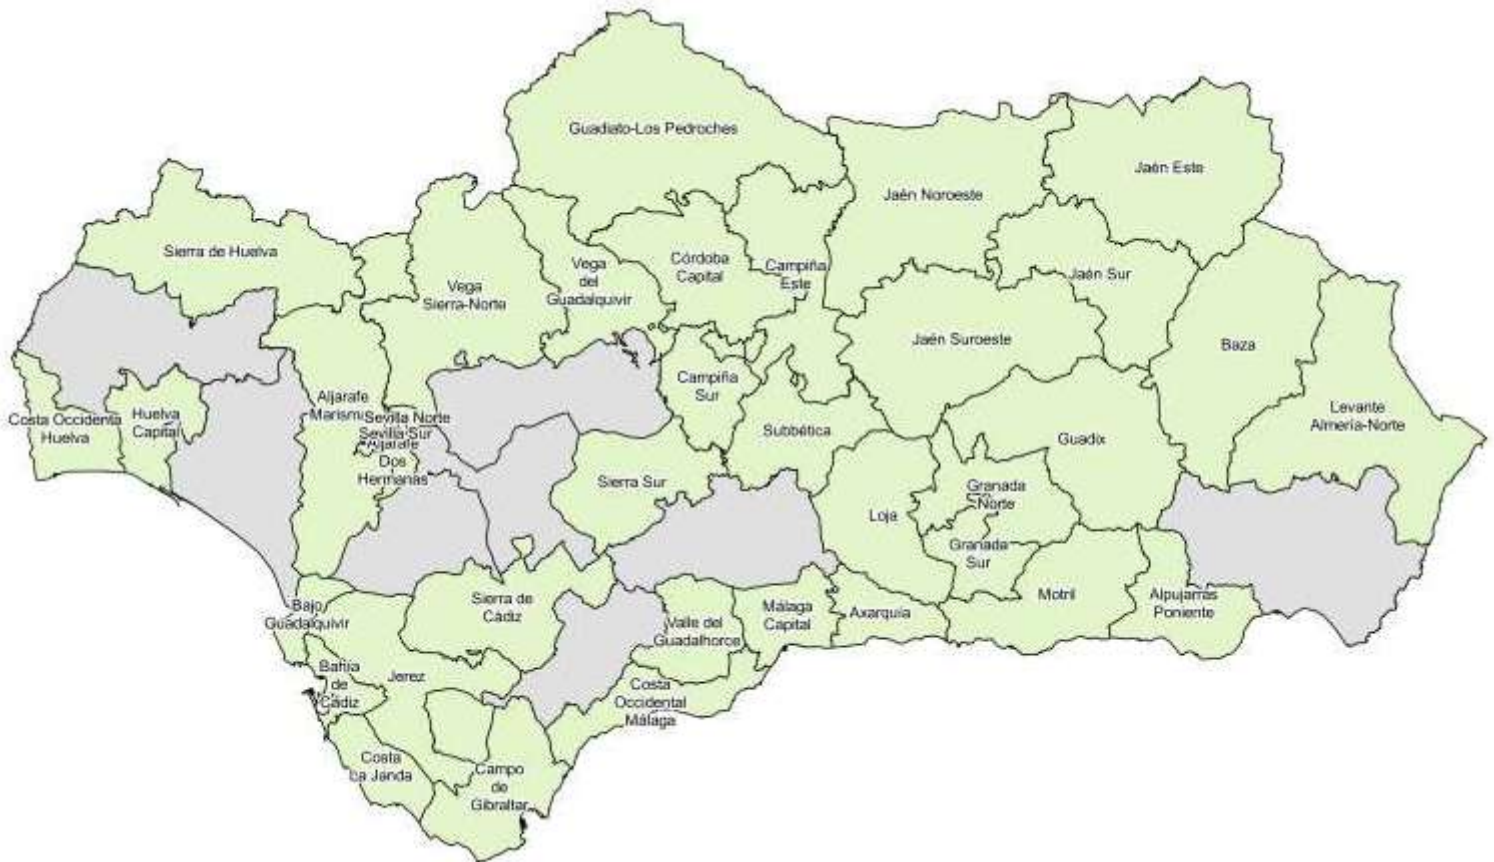 Guadiato-Los Pedroches
Jaén Este
Jaén Noroeste
Sierra de Huelva
Vega
Sierra-Norte
Vega
del
Guadalquivir
Córdoba
Capital
Campiña
Este
Jaén Sur
Jaén Suroeste
Baza
Campiña
Sur
Aljarafe
Sevilla Norte
Sevilla Sur
Aljarafe
Dos
Hermanas
Costa Occidenta
Huelva
Huelva
Capital
Subbética
Guadix
Levante
Almería-Norte
Sierra Sur
Loja
Granada
Norte
Granada
Sur
Motril
Alpujarras
Poniente
Bajo
Guadalquivir
Sierra de
Cádiz
Valle del
Guadalhorce
Málaga
Capital
Axarquía
Bahía
de
Cádiz
Jerez
Costa
Occidental
Málaga
Costa
La Janda
Campo
de
Gibraltar